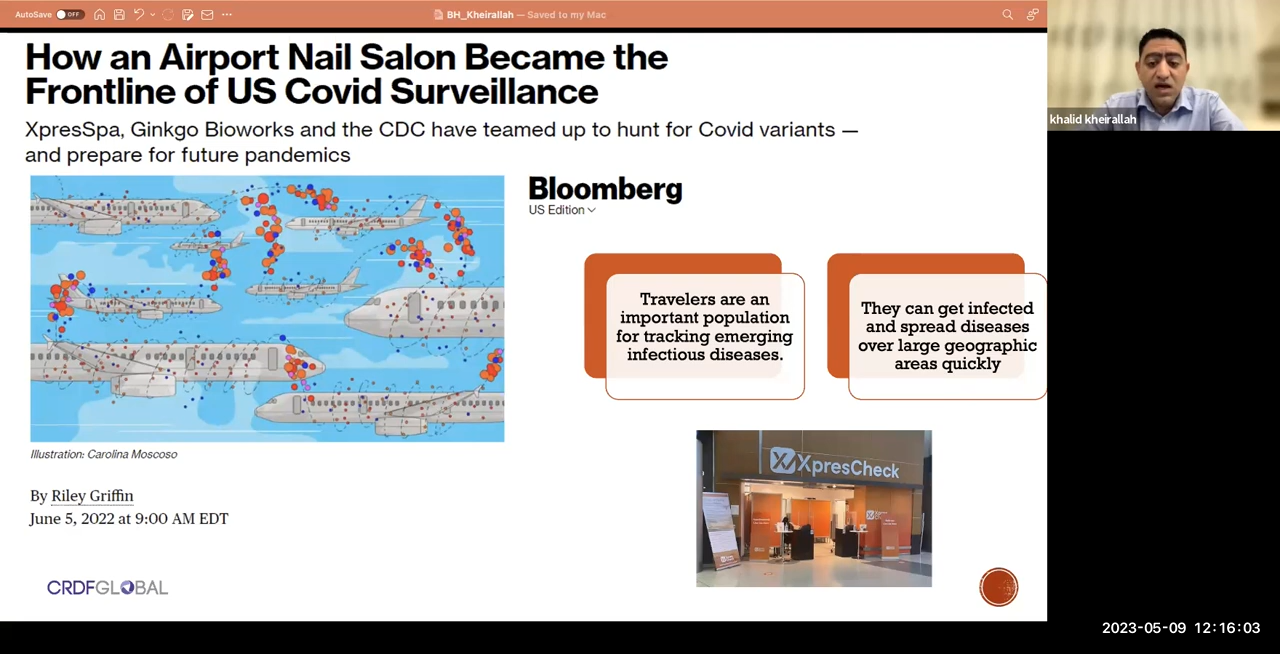 AutoSave OFF
BH_Kheirallah — Saved to my Mac
How an Airport Nail Salon Became the
Frontline of US Covid Surveillance
XpresSpa, Ginkgo Bioworks and the CDC have teamed up to hunt for Covid variants —
and prepare for future pandemics
Bloomberg
US Edition
Travelers are an
important population
for tracking emerging
infectious diseases.
They can get infected
and spread diseases
over large geographic
areas quickly
Illustration: Carolina Moscoso
By Riley Griffin
June 5, 2022 at 9:00 AM EDT
XpresCheck
CRDFGLOBAL
khalid kheirallah
2023-05-09 12:16:03